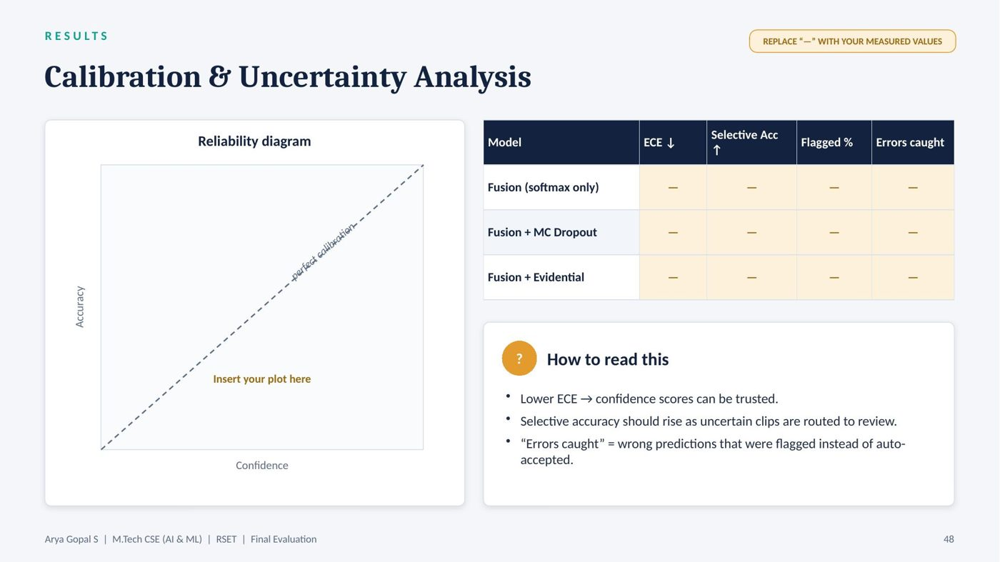 RESULTS
REPLACE “—” WITH YOUR MEASURED VALUES
Calibration & Uncertainty Analysis
Reliability diagram
perfect calibration
Accuracy
Insert your plot here
Confidence
Model ECE ↓ Selective Acc ↑ Flagged % Errors caught
Fusion (softmax only) — — — —
Fusion + MC Dropout — — — —
Fusion + Evidential — — — —
?
How to read this
• Lower ECE → confidence scores can be trusted.
• Selective accuracy should rise as uncertain clips are routed to review.
• “Errors caught” = wrong predictions that were flagged instead of auto-
accepted.
Arya Gopal S | M.Tech CSE (AI & ML) | RSET | Final Evaluation
48